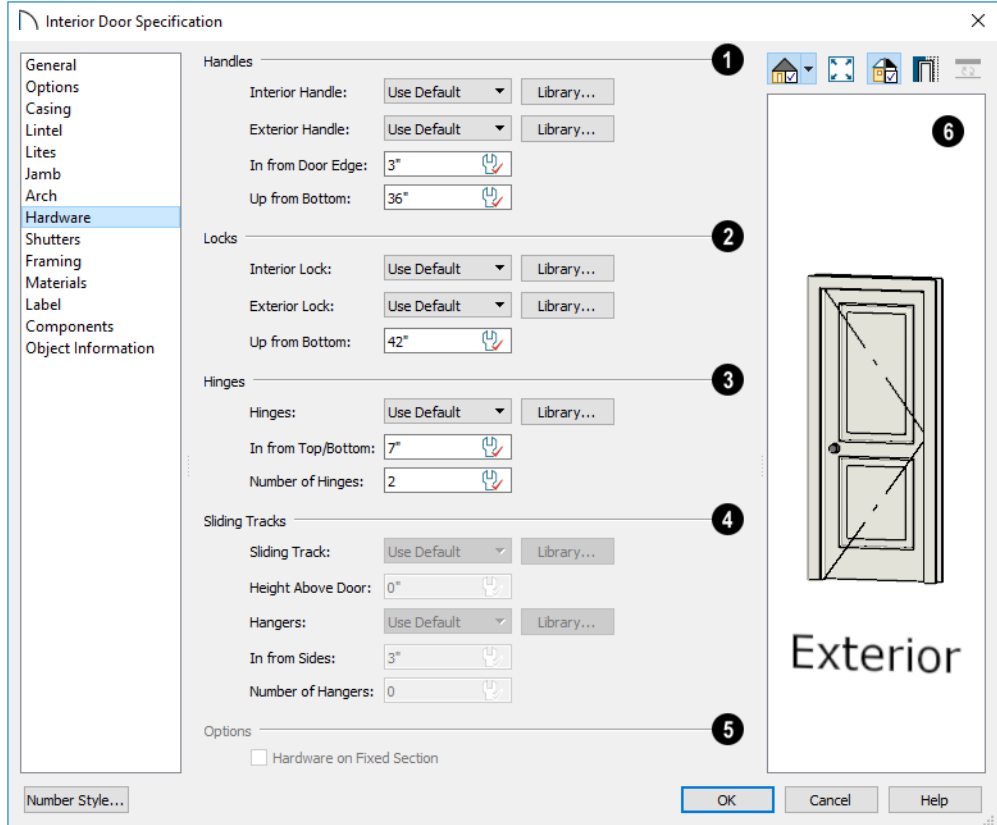 Interior Door Specification
General
Options
Casing
Lintel
Lites
Jamb
Arch
Hardware
Shutters
Framing
Materials
Label
Components
Object Information
Handles 1
Interior Handle: Use Default Library...
Exterior Handle: Use Default Library...
In from Door Edge: 3"
Up from Bottom: 36"
Locks 2
Interior Lock: Use Default Library...
Exterior Lock: Use Default Library...
Up from Bottom: 42"
Hinges 3
Hinges: Use Default Library...
In from Top/Bottom: 7"
Number of Hinges: 2
Sliding Tracks 4
Sliding Track: Use Default Library...
Height Above Door: 0"
Hangers: Use Default Library...
In from Sides: 3"
Number of Hangers: 0
Options 5
Hardware on Fixed Section
6
Exterior
Number Style... OK Cancel Help